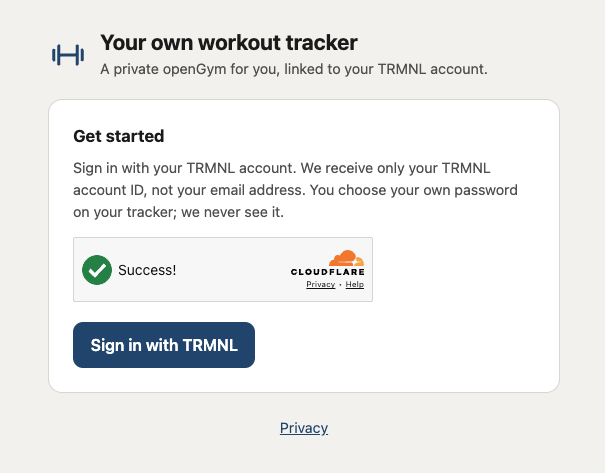 Your own workout tracker
A private openGym for you, linked to your TRMNL account.
Get started
Sign in with your TRMNL account. We receive only your TRMNL
account ID, not your email address. You choose your own password
on your tracker; we never see it.
Success!
CLOUDFLARE
Privacy • Help
Sign in with TRMNL
Privacy